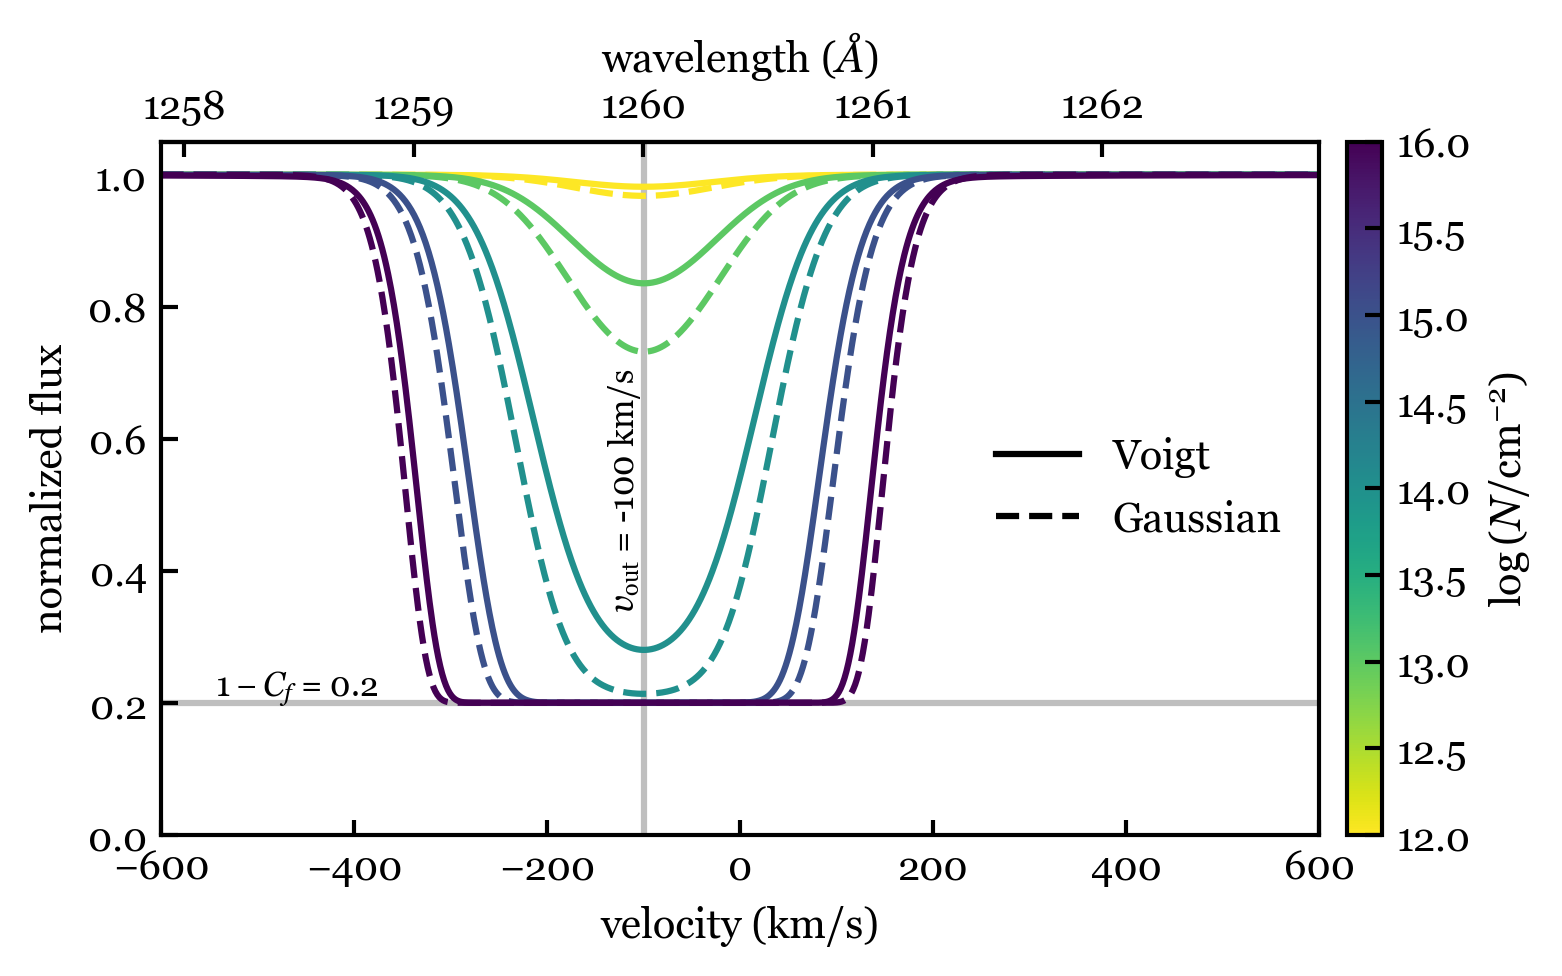 wavelength (Å)
1258 1259 1260 1261 1262
1.0
0.8
0.6
0.4
0.2
0.0
normalized flux
v_out = -100 km/s
1 − C_f = 0.2
Voigt
Gaussian
−600 −400 −200 0 200 400 600
velocity (km/s)
16.0
15.5
15.0
14.5
14.0
13.5
13.0
12.5
12.0
log (N/cm⁻²)